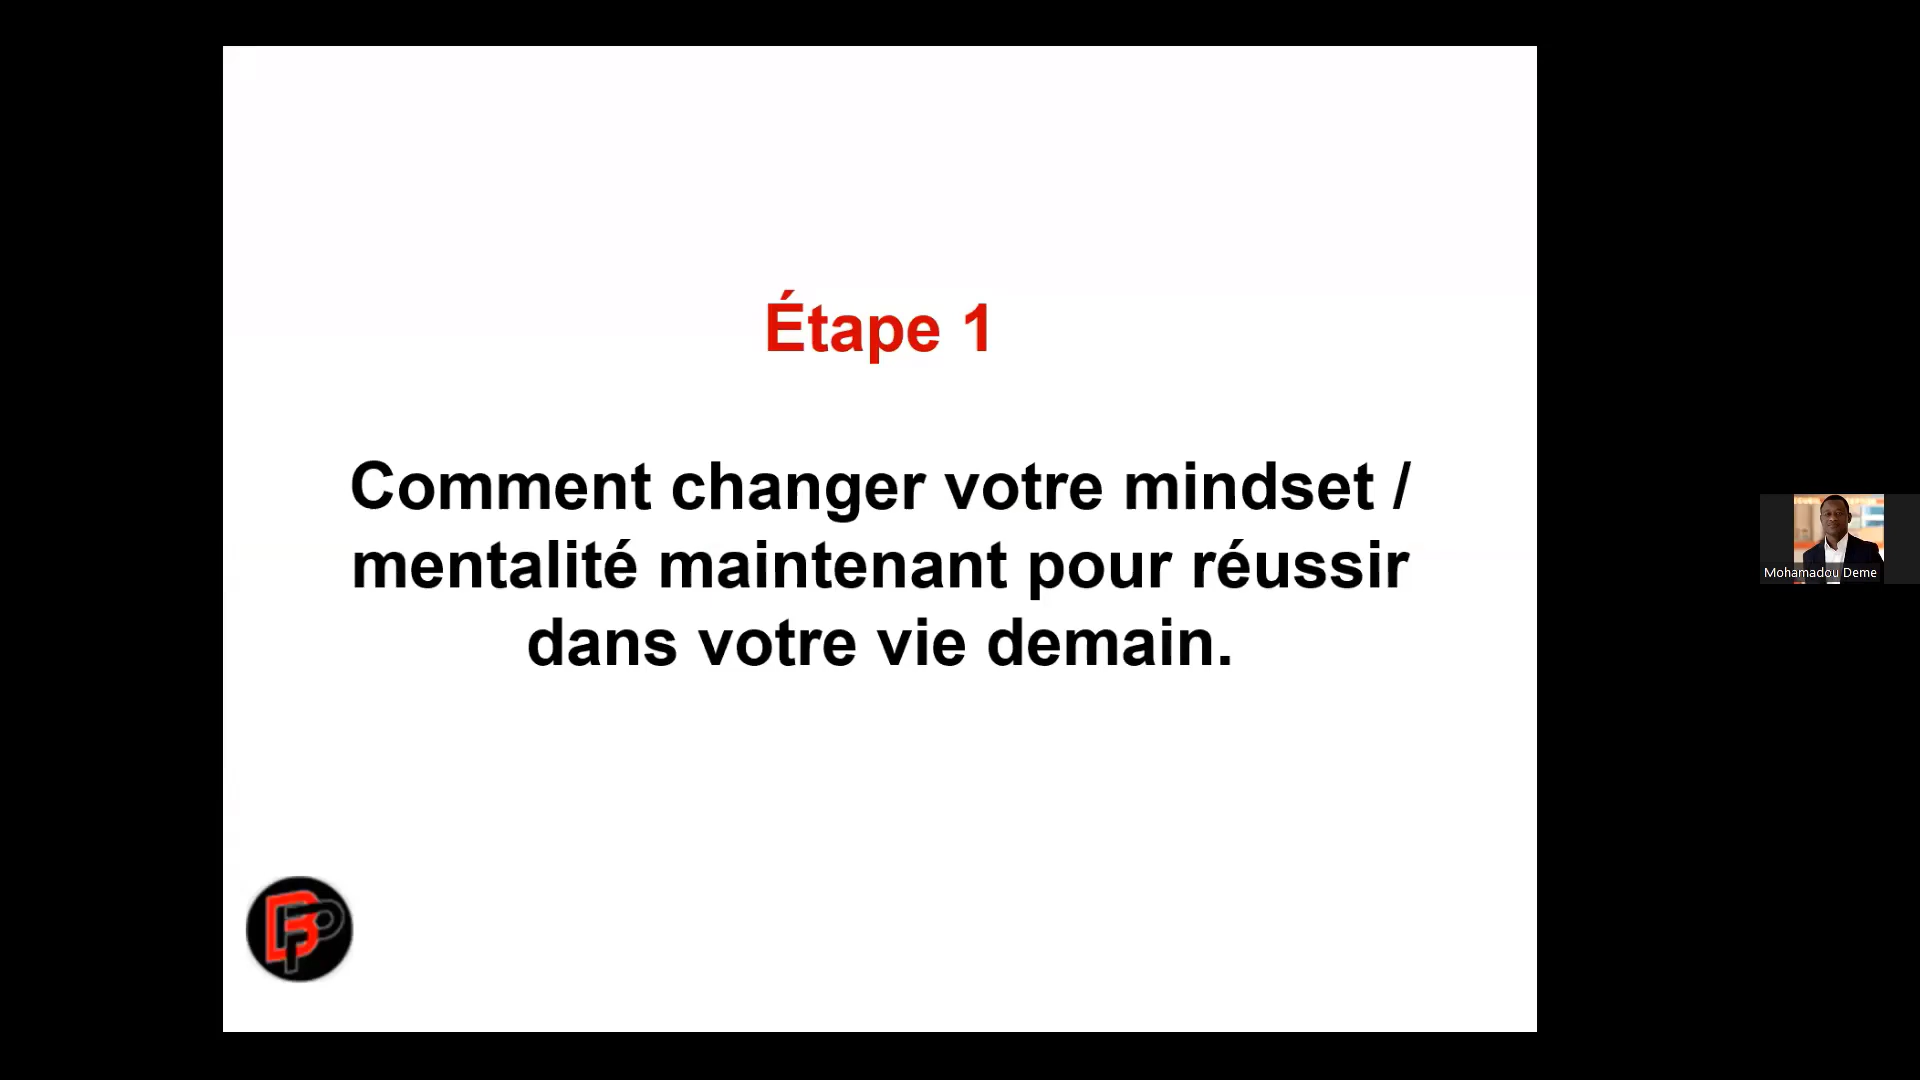 Étape 1
Comment changer votre mindset /
mentalité maintenant pour réussir
dans votre vie demain.
Mohamadou Deme